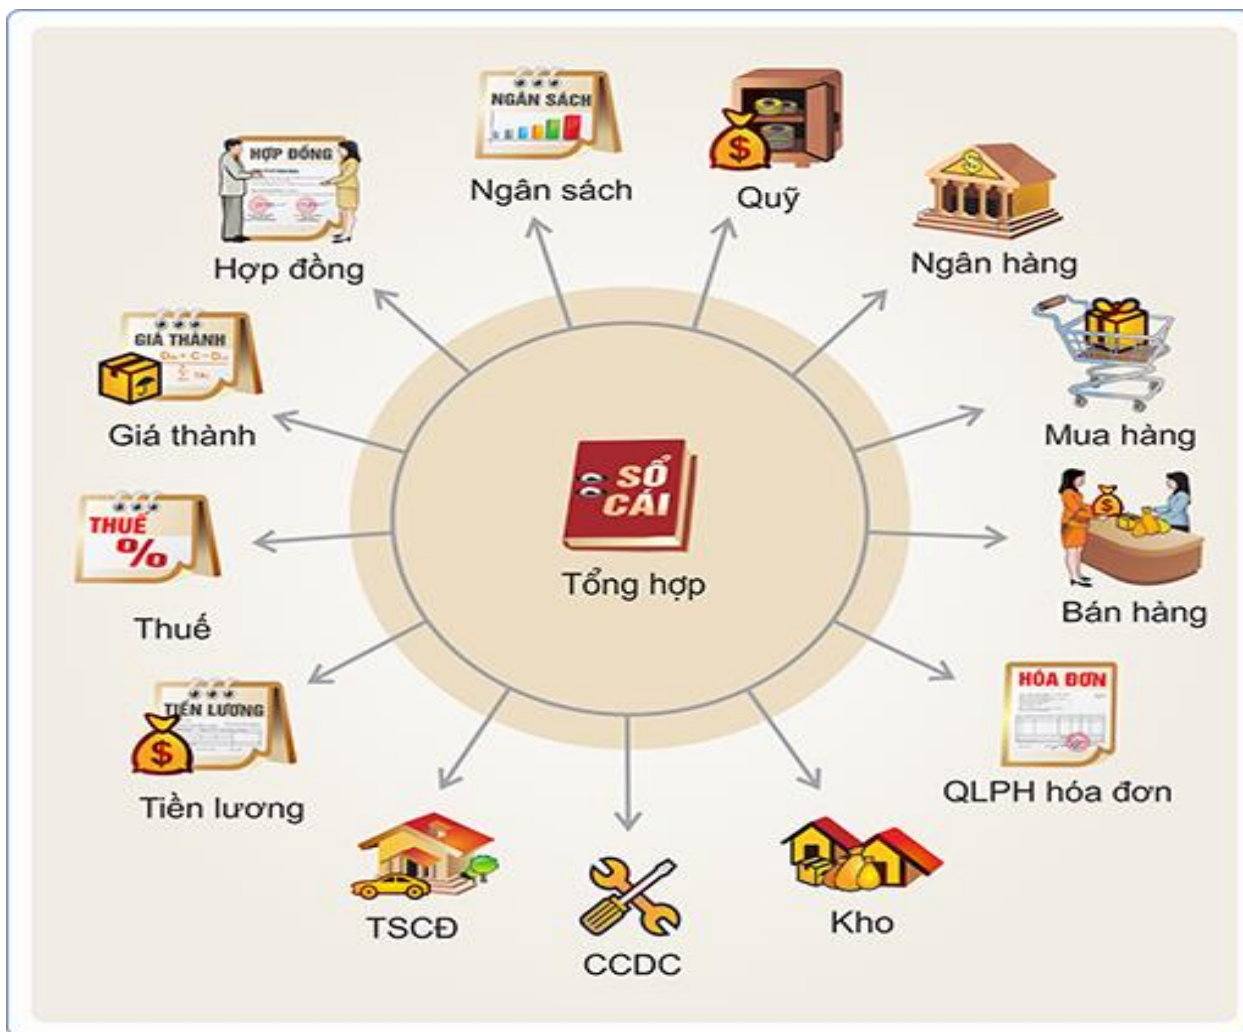 NGÂN SÁCH
Ngân sách
Quỹ
HỢP ĐỒNG
Hợp đồng
Ngân hàng
GIÁ THÀNH
Giá thành
Mua hàng
SỔ
CÁI
Tổng hợp
THUẾ
%
Thuế
Bán hàng
TIỀN LƯƠNG
Tiền lương
HÓA ĐƠN
QLPH hóa đơn
TSCĐ
CCDC
Kho